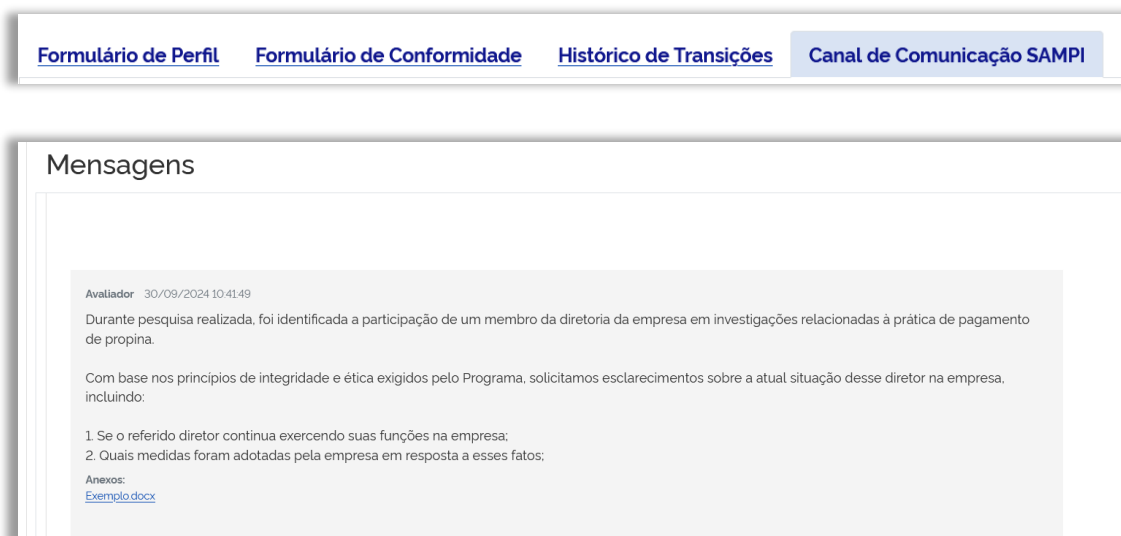 Formulário de Perfil Formulário de Conformidade Histórico de Transições Canal de Comunicação SAMPI
Mensagens
Avaliador 30/09/2024 10:41:49
Durante pesquisa realizada, foi identificada a participação de um membro da diretoria da empresa em investigações relacionadas à prática de pagamento
de propina.
Com base nos princípios de integridade e ética exigidos pelo Programa, solicitamos esclarecimentos sobre a atual situação desse diretor na empresa,
incluindo:
1. Se o referido diretor continua exercendo suas funções na empresa;
2. Quais medidas foram adotadas pela empresa em resposta a esses fatos;
Anexos:
Exemplo.docx